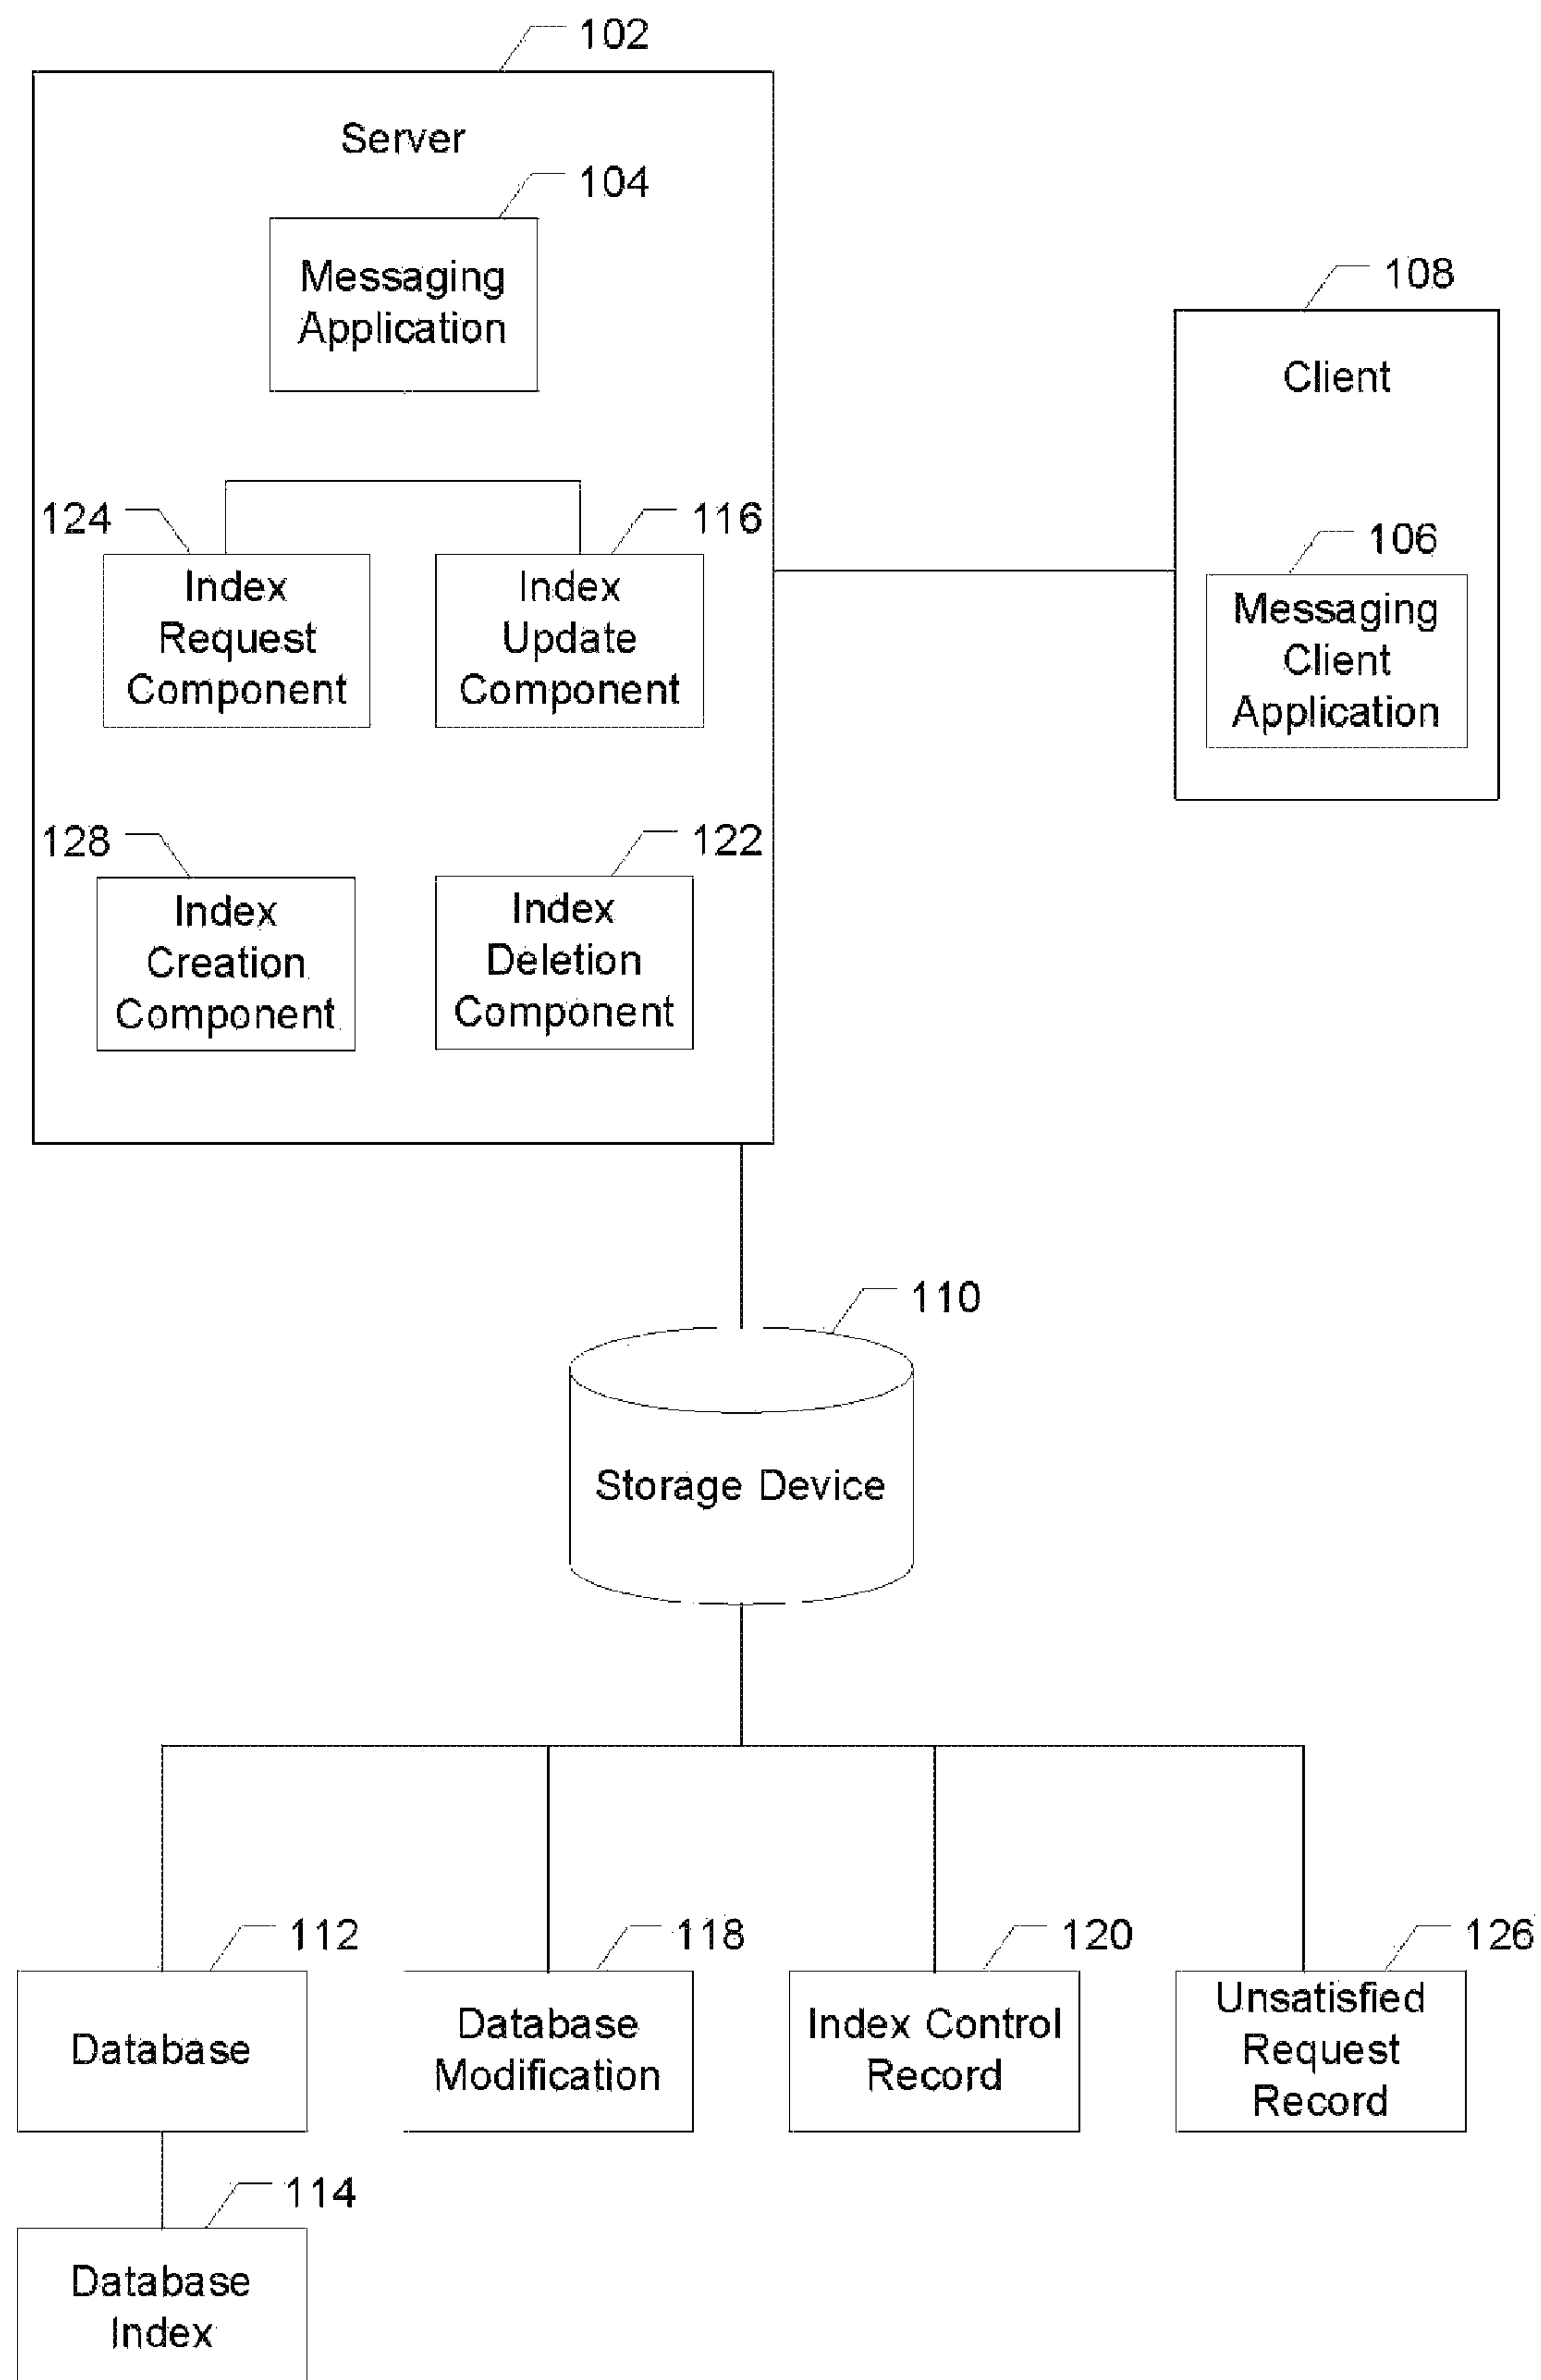 102
Server
104
Messaging
Application
108
Client
124
Index
Request
Component
116
Index
Update
Component
106
Messaging
Client
Application
128
Index
Creation
Component
122
Index
Deletion
Component
110
Storage Device
112
Database
118
Database
Modification
120
Index Control
Record
126
Unsatisfied
Request
Record
114
Database
Index